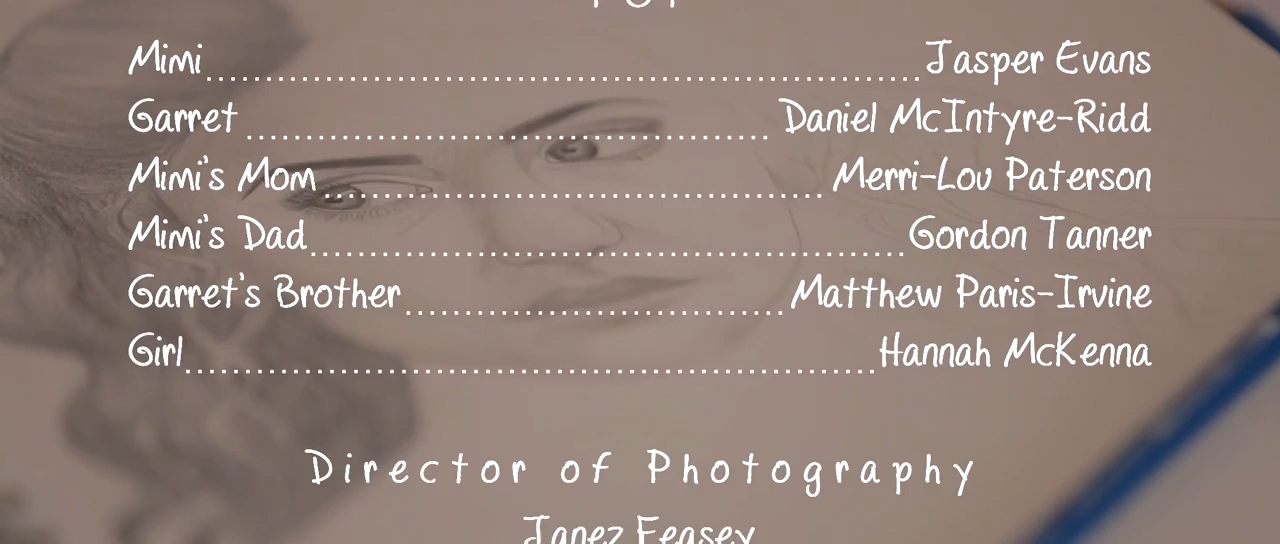 Mimi..............................................................Jasper Evans
Garret.............................................Daniel McIntyre-Ridd
Mimi's Mom...........................................Merri-Lou Paterson
Mimi's Dad...................................................Gordon Tanner
Garret's Brother.................................Matthew Paris-Irvine
Girl...........................................................Hannah McKenna
Director of Photography
Janez Feasey